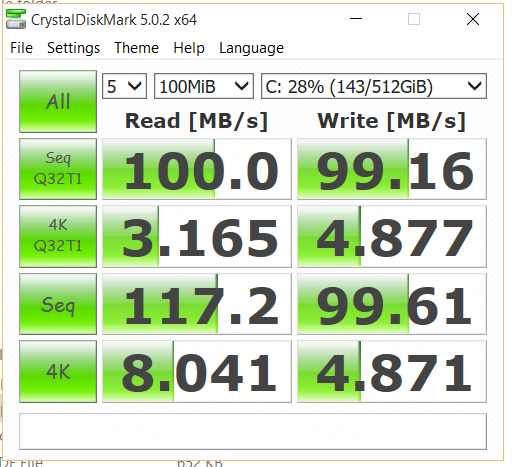 CrystalDiskMark 5.0.2 x64
File Settings Theme Help Language
All 5 100MiB C: 28% (143/512GiB)
Read [MB/s] Write [MB/s]
Seq
Q32T1 100.0 99.16
4K
Q32T1 3.165 4.877
Seq 117.2 99.61
4K 8.041 4.871
652 KB